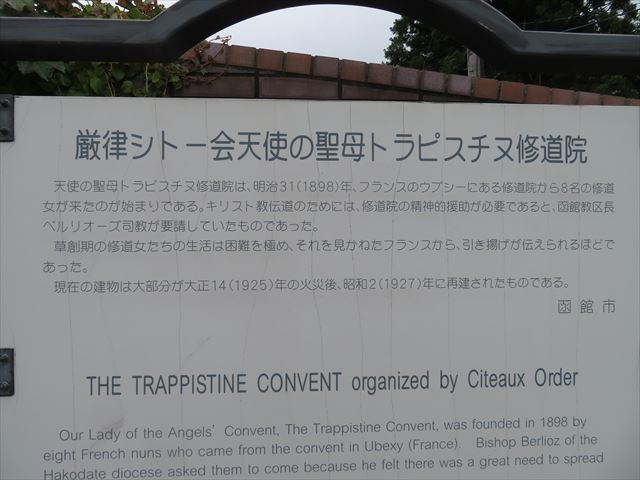 厳律シトー会天使の聖母トラピスチヌ修道院
天使の聖母トラピスチヌ修道院は、明治31(1898)年、フランスのウプシーにある修道院から8名の修道
女が来たのが始まりである。キリスト教伝道のためには、修道院の精神的援助が必要であると、函館教区長
ベルリオーズ司教が要請していたものであった。
草創期の修道女たちの生活は困難を極め、それを見かねたフランスから、引き揚げが伝えられるほどで
あった。
現在の建物は大部分が大正14(1925)年の火災後、昭和2(1927)年に再建されたものである。
函館市
THE TRAPPISTINE CONVENT organized by Citeaux Order
Our Lady of the Angels' Convent, The Trappistine Convent, was founded in 1898 by
eight French nuns who came from the convent in Ubexy (France). Bishop Berlioz of the
Hakodate diocese asked them to come because he felt there was a great need to spread